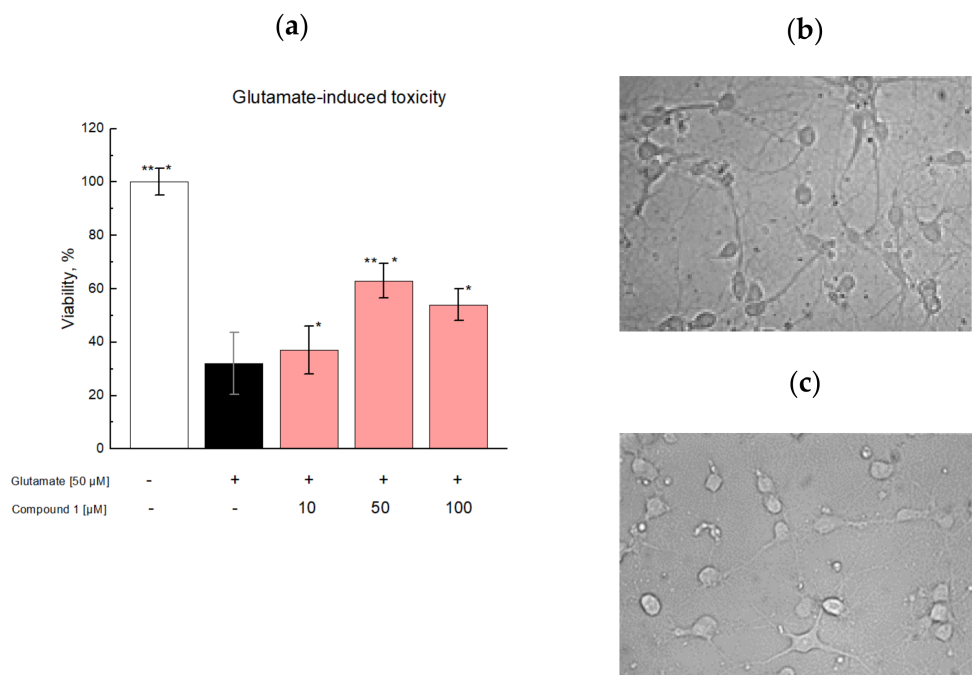 (a)
Glutamate-induced toxicity
120
100
80
60
40
20
0
Viability, %
** *
*
** *
*
Glutamate [50 µM] - + + + +
Compound 1 [µM] - - 10 50 100
(b)
(c)